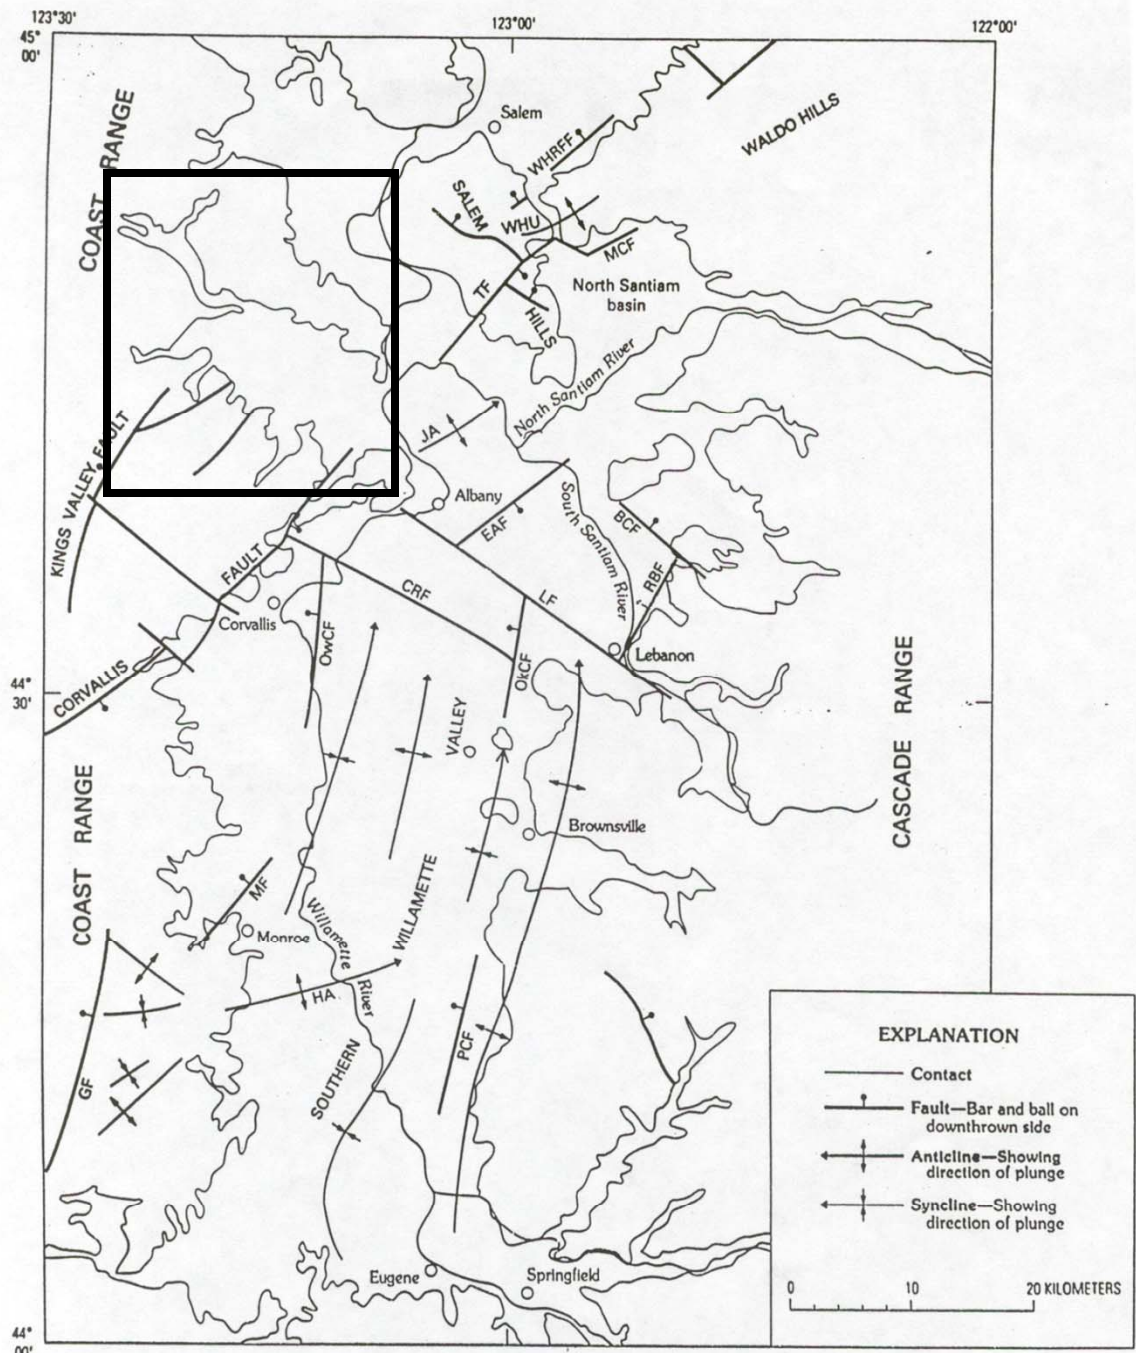 123°30'
123°00'
122°00'
45°
00'
COAST RANGE
Salem
WALDO HILLS
WHRFF
SALEM
WHU
MCF
TF
North Santiam
basin
HILLS
North Santiam River
JA
KINGS VALLEY FAULT
Albany
EAF
South Santiam River
BCF
RBF
FAULT
CRF
LF
Corvallis
OwCF
OkCF
Lebanon
CORVALLIS
44°
30'
VALLEY
CASCADE RANGE
COAST RANGE
Brownsville
MF
WILLAMETTE
Monroe
Willamette River
HA
PCF
SOUTHERN
GF
EXPLANATION
Contact
Fault—Bar and ball on
downthrown side
Anticline—Showing
direction of plunge
Syncline—Showing
direction of plunge
Eugene
Springfield
0 10 20 KILOMETERS
44°
00'